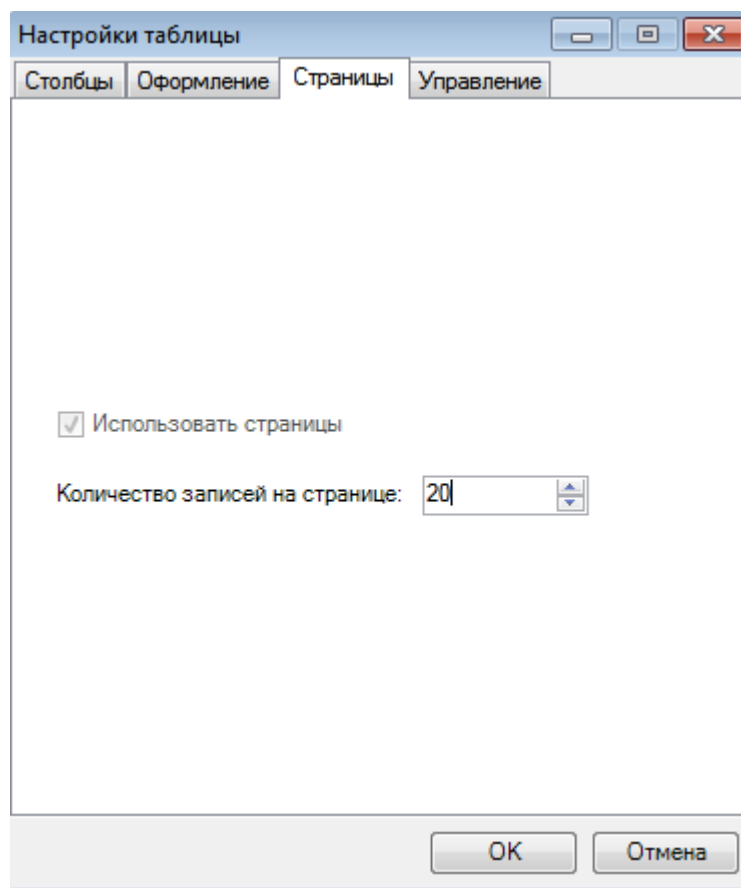 Настройки таблицы
Столбцы Оформление Страницы Управление
Использовать страницы
Количество записей на странице: 20
OK Отмена